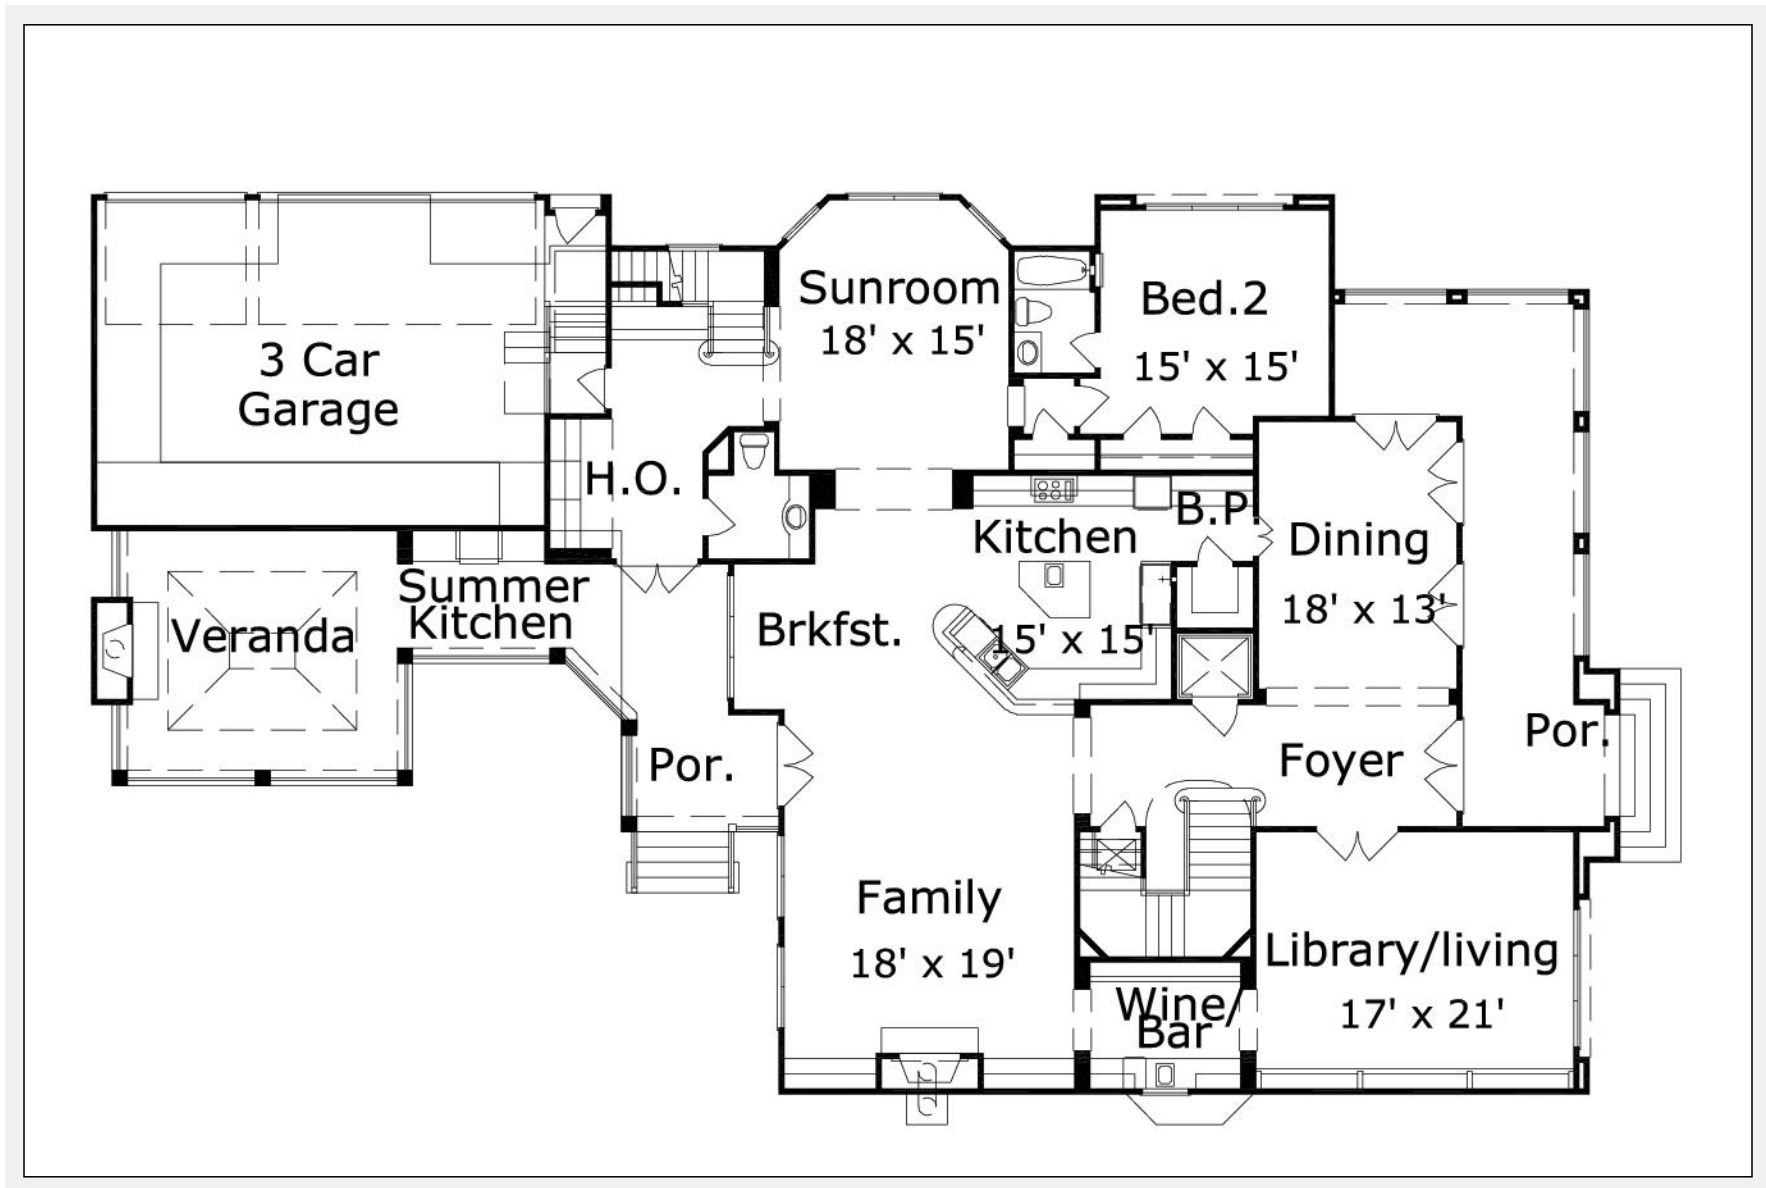 Sunroom
18' x 15'
Bed.2
15' x 15'
3 Car
Garage
H.O.
B.P.
Kitchen
15' x 15'
Dining
18' x 13'
Summer
Kitchen
Veranda
Brkfst.
Por.
Foyer
Por.
Family
18' x 19'
Library/living
17' x 21'
Wine/
Bar